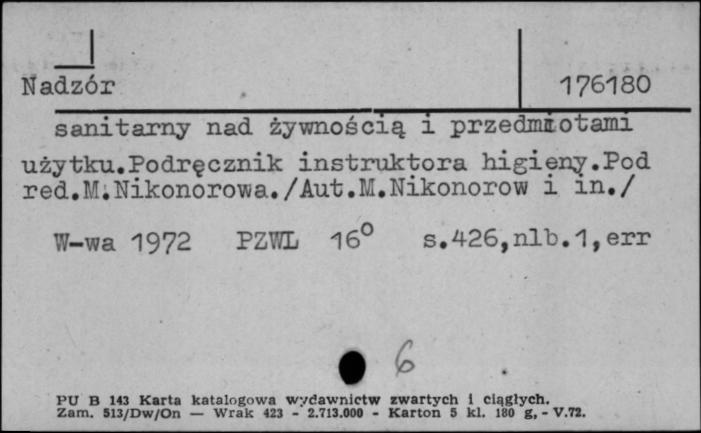 Nadzór 176180
sanitarny nad żywnością i przedmiotami
użytku.Podręcznik instruktora higieny.Pod
red.M.Nikonorowa./Aut.M.Nikonorow i in./
W-wa 1972 PZWL 16° s.426,nlb.1,err
6
PU B 143 Karta katalogowa wydawnictw zwartych i ciągłych.
Zam. 513/Dw/On — Wrak 423 - 2.713.000 - Karton 5 kl. 180 g, - V.72.